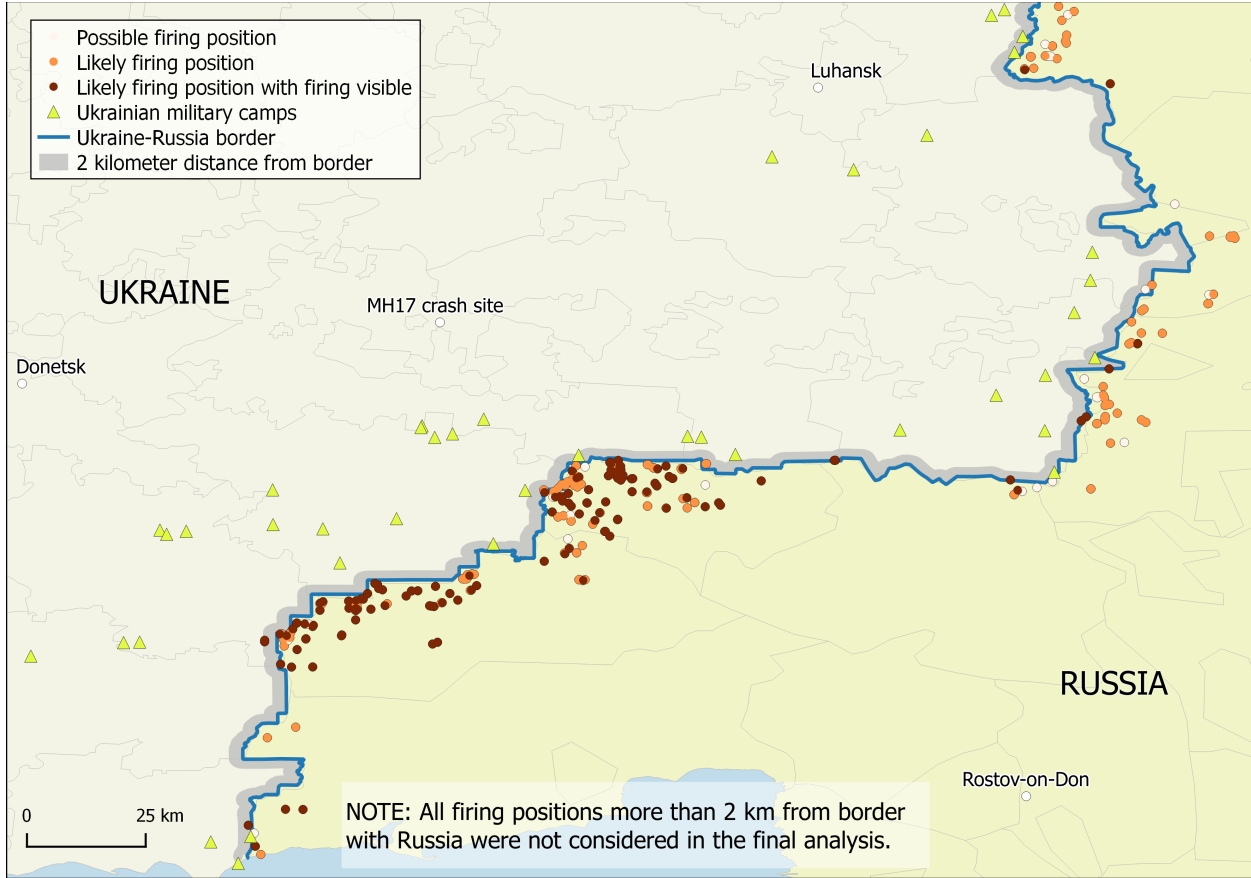 Possible firing position
Likely firing position
Likely firing position with firing visible
Ukrainian military camps
Ukraine-Russia border
2 kilometer distance from border
Luhansk
UKRAINE
MH17 crash site
Donetsk
RUSSIA
Rostov-on-Don
0 25 km
NOTE: All firing positions more than 2 km from border
with Russia were not considered in the final analysis.